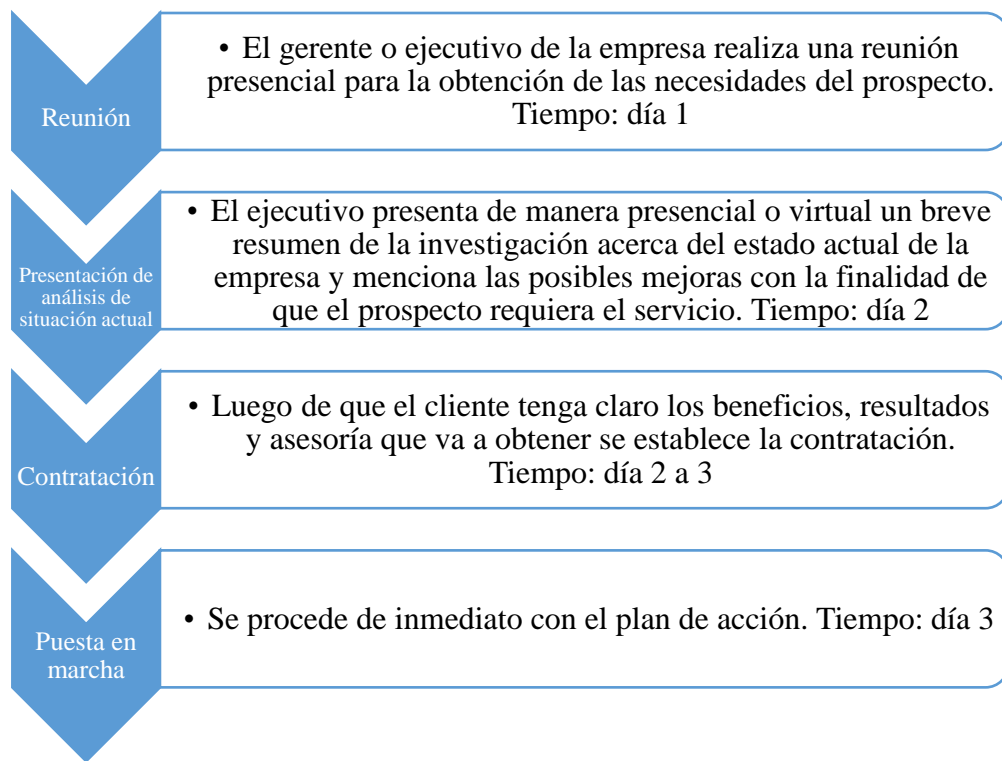 Reunión
• El gerente o ejecutivo de la empresa realiza una reunión
presencial para la obtención de las necesidades del prospecto.
Tiempo: día 1
Presentación de
análisis de
situación actual
• El ejecutivo presenta de manera presencial o virtual un breve
resumen de la investigación acerca del estado actual de la
empresa y menciona las posibles mejoras con la finalidad de
que el prospecto requiera el servicio. Tiempo: día 2
Contratación
• Luego de que el cliente tenga claro los beneficios, resultados
y asesoría que va a obtener se establece la contratación.
Tiempo: día 2 a 3
Puesta en
marcha
• Se procede de inmediato con el plan de acción. Tiempo: día 3